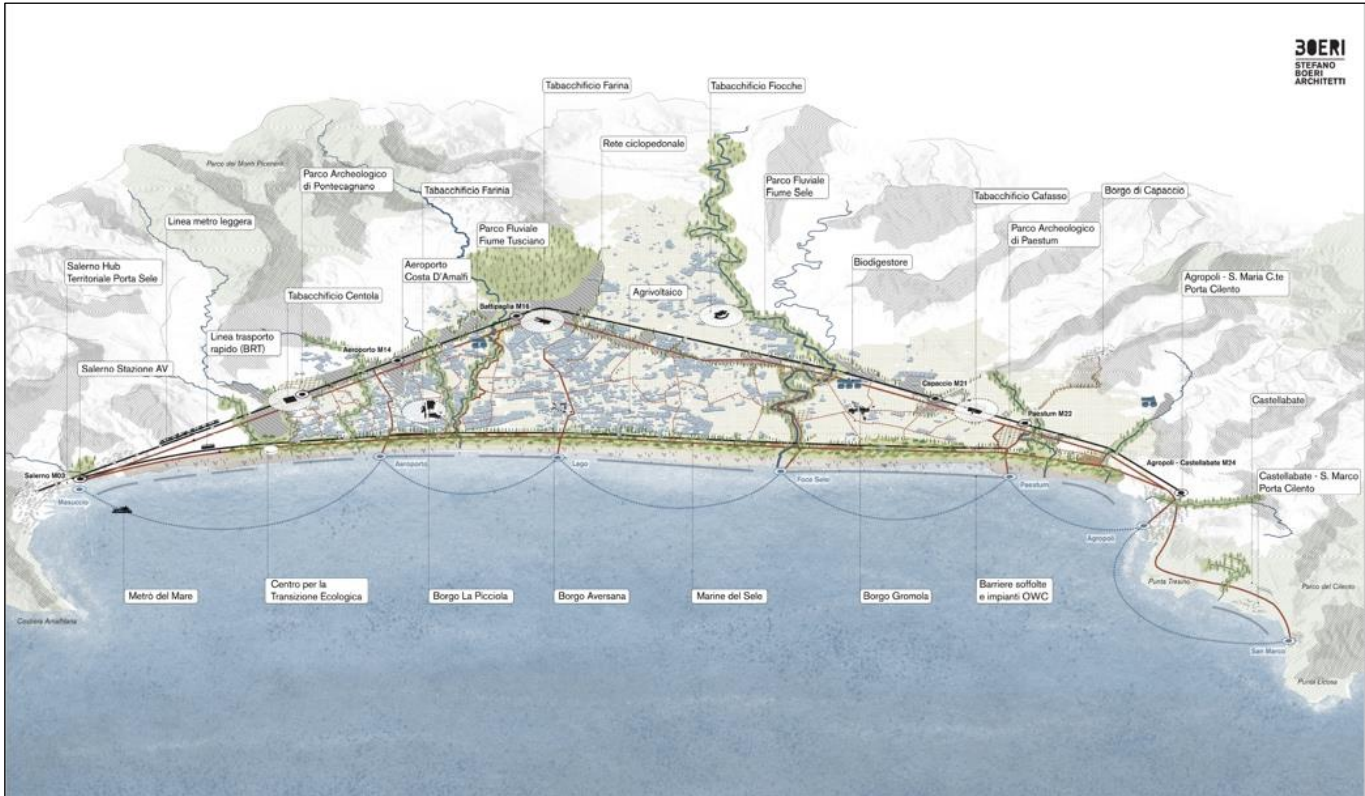 BOERI
STEFANO
BOERI
ARCHITETTI
Tabacchificio Farina
Tabacchificio Fiocche
Rete ciclopedonale
Parco dei Monti Picentini
Parco Archeologico
di Pontecagnano
Tabacchificio Farinia
Parco Fluviale
Fiume Sele
Tabacchificio Cafasso
Borgo di Capaccio
Linea metro leggera
Parco Fluviale
Fiume Tusciano
Parco Archeologico
di Paestum
Salerno Hub
Territoriale Porta Sele
Aeroporto
Costa D'Amalfi
Biodigestore
Agropoli - S. Maria C.te
Porta Cilento
Tabacchificio Centola
Agrivoltaico
Battipaglia M16
Linea trasporto
rapido (BRT)
Aeroporto M14
Salerno Stazione AV
Capaccio M21
Castellabate
Paestum M22
Salerno M03
Agropoli - Castellabate M24
Masuccio
Aeroporto
Lago
Foce Sele
Paestum
Castellabate - S. Marco
Porta Cilento
Agropoli
Punta Tresino
Parco del Cilento
Metrò del Mare
Centro per la
Transizione Ecologica
Borgo La Picciola
Borgo Aversana
Marine del Sele
Borgo Gromola
Barriere soffolte
e impianti OWC
Costiera Amalfitana
San Marco
Punta Licosa